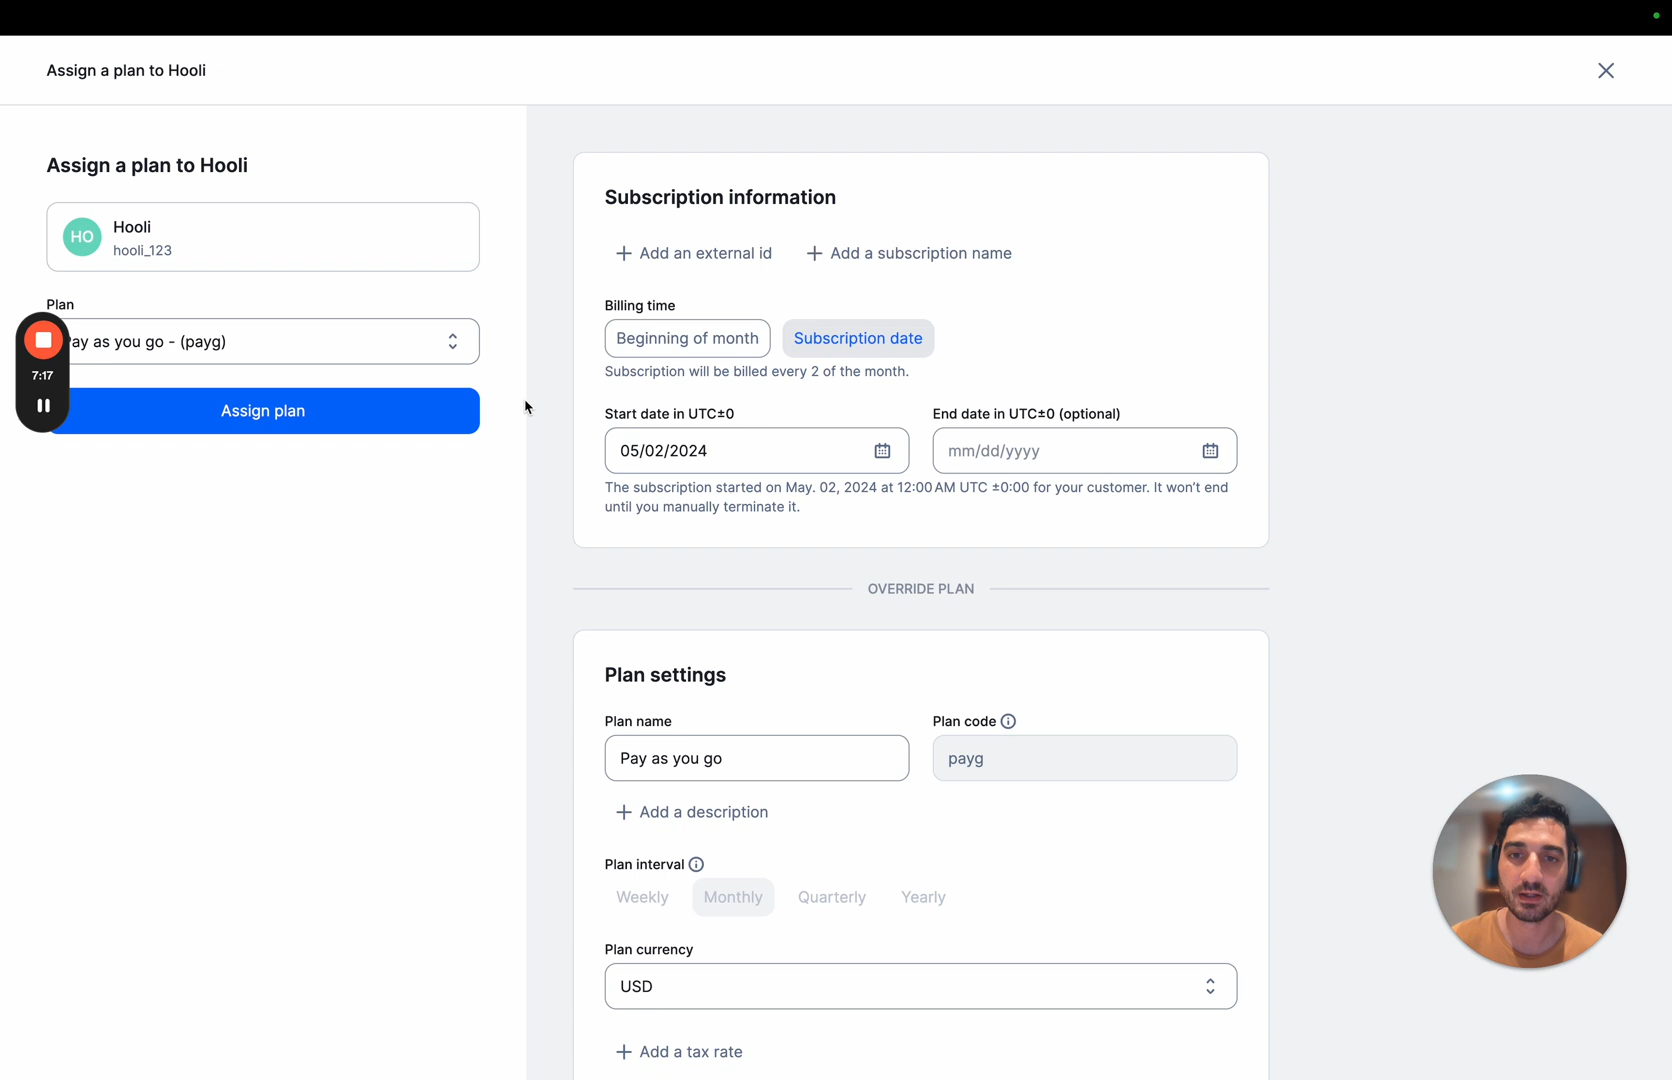 Assign a plan to Hooli
Assign a plan to Hooli
HO
Hooli
hooli_123
Plan
ay as you go - (payg)
7:17
Assign plan
Subscription information
+ Add an external id
+ Add a subscription name
Billing time
Beginning of month
Subscription date
Subscription will be billed every 2 of the month.
Start date in UTC±0
End date in UTC±0 (optional)
05/02/2024
mm/dd/yyyy
The subscription started on May. 02, 2024 at 12:00 AM UTC ±0:00 for your customer. It won’t end
until you manually terminate it.
OVERRIDE PLAN
Plan settings
Plan name
Plan code
Pay as you go
payg
+ Add a description
Plan interval
Weekly
Monthly
Quarterly
Yearly
Plan currency
USD
+ Add a tax rate